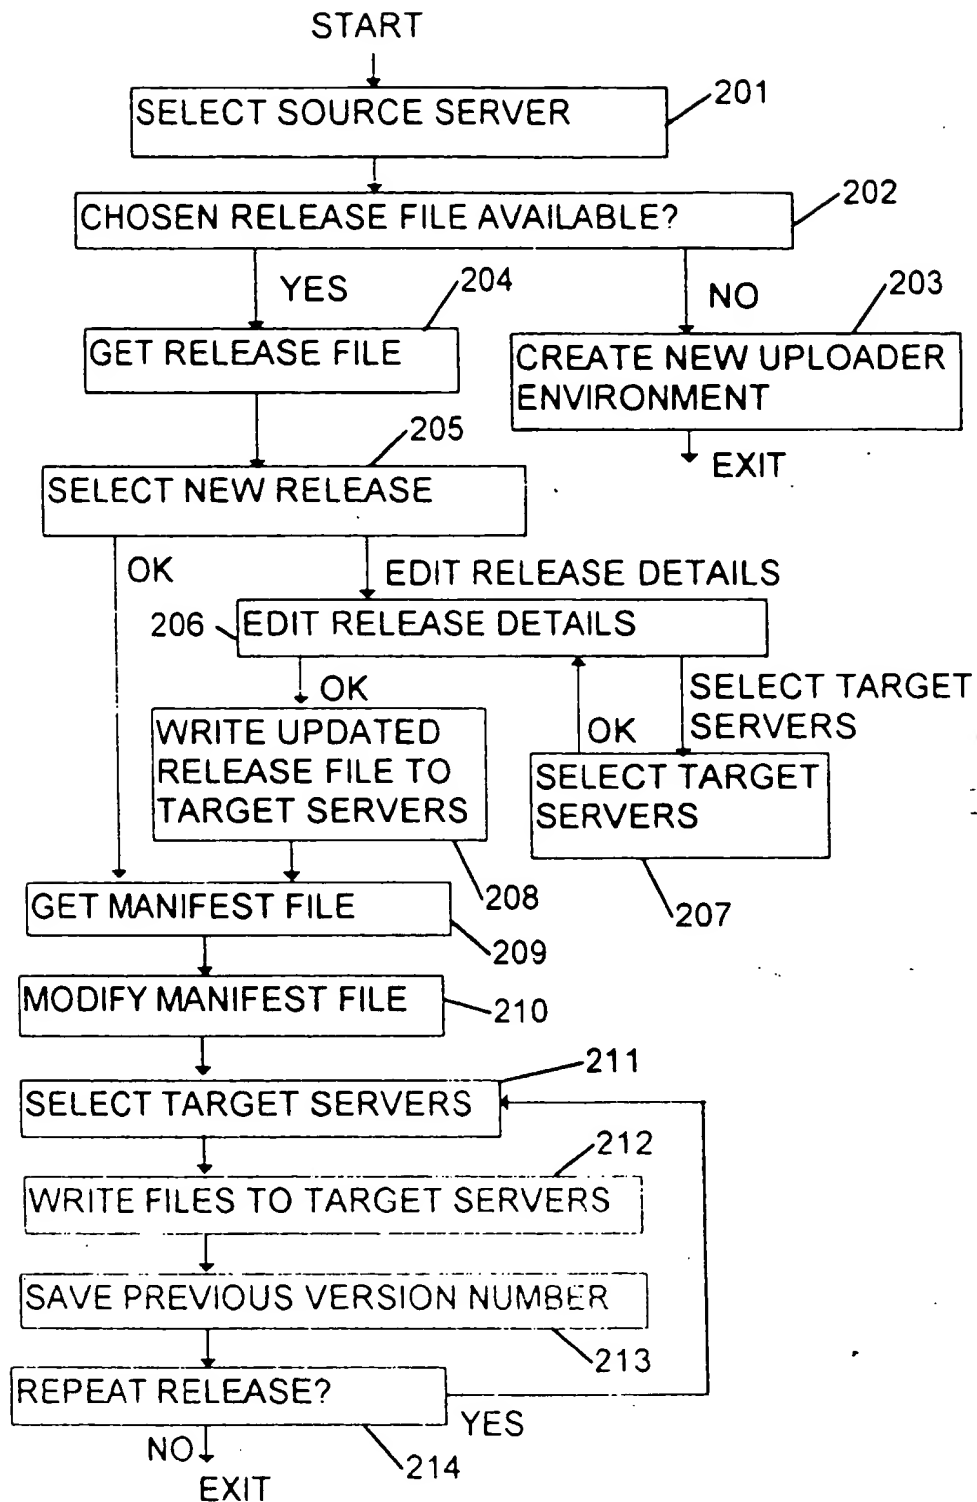 START
201
SELECT SOURCE SERVER
202
CHOSEN RELEASE FILE AVAILABLE?
YES
204
NO
203
GET RELEASE FILE
CREATE NEW UPLOADER
ENVIRONMENT
205
EXIT
SELECT NEW RELEASE
OK
EDIT RELEASE DETAILS
206
EDIT RELEASE DETAILS
OK
SELECT TARGET
SERVERS
OK
WRITE UPDATED
RELEASE FILE TO
TARGET SERVERS
SELECT TARGET
SERVERS
208
207
GET MANIFEST FILE
209
MODIFY MANIFEST FILE
210
211
SELECT TARGET SERVERS
212
WRITE FILES TO TARGET SERVERS
SAVE PREVIOUS VERSION NUMBER
213
REPEAT RELEASE?
YES
NO
214
EXIT